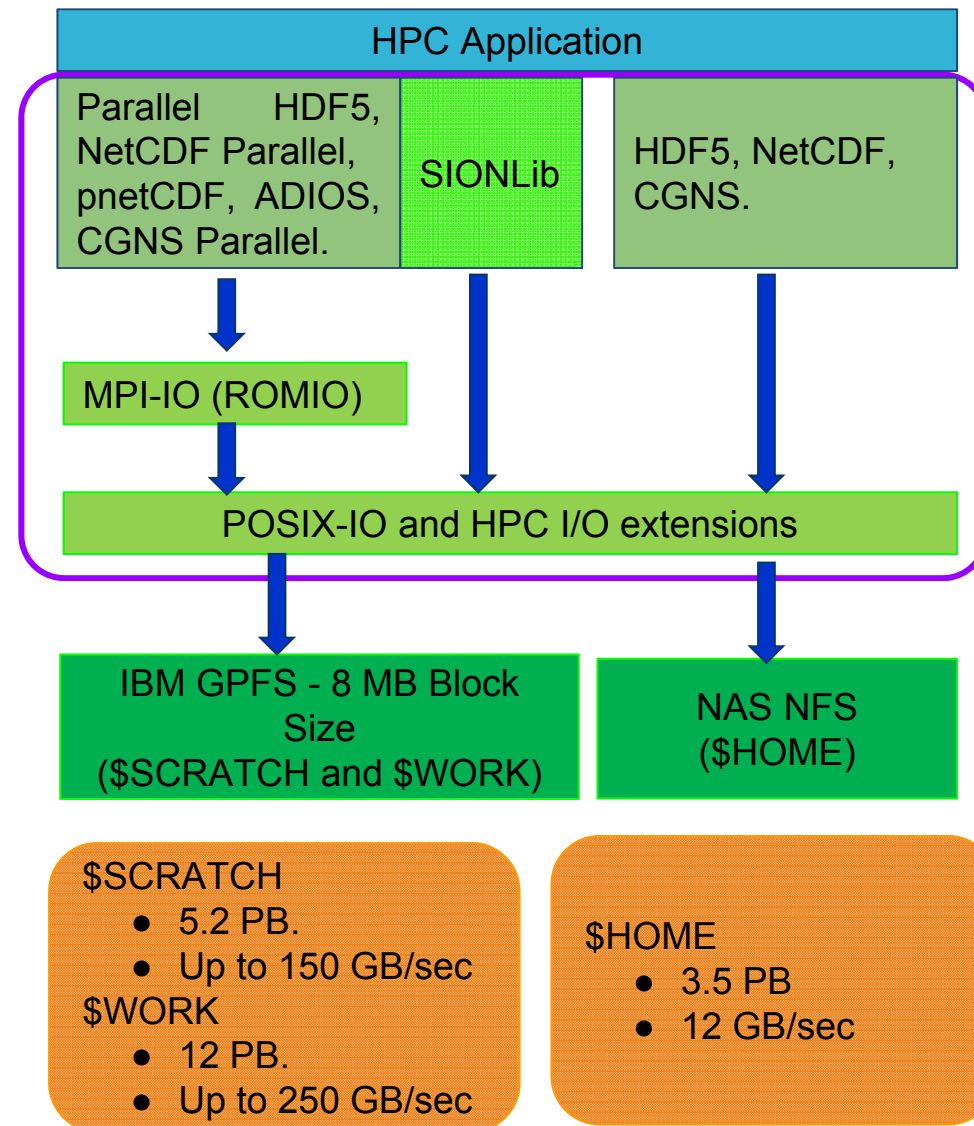 HPC Application
Parallel HDF5,
NetCDF Parallel,
pnetCDF, ADIOS,
CGNS Parallel.
SIONLib
HDF5, NetCDF,
CGNS.
MPI-IO (ROMIO)
POSIX-IO and HPC I/O extensions
IBM GPFS - 8 MB Block
Size
($SCRATCH and $WORK)
NAS NFS
($HOME)
$SCRATCH
● 5.2 PB.
● Up to 150 GB/sec
$WORK
● 12 PB.
● Up to 250 GB/sec
$HOME
● 3.5 PB
● 12 GB/sec